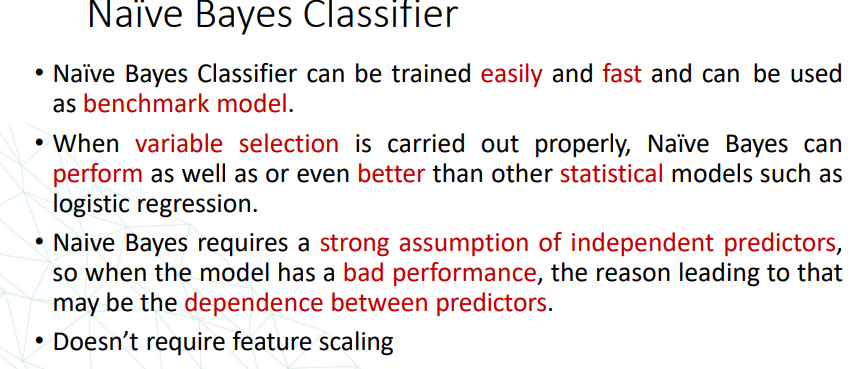 Naïve Bayes Classifier
• Naïve Bayes Classifier can be trained easily and fast and can be used
as benchmark model.
• When variable selection is carried out properly, Naïve Bayes can
perform as well as or even better than other statistical models such as
logistic regression.
• Naive Bayes requires a strong assumption of independent predictors,
so when the model has a bad performance, the reason leading to that
may be the dependence between predictors.
• Doesn’t require feature scaling